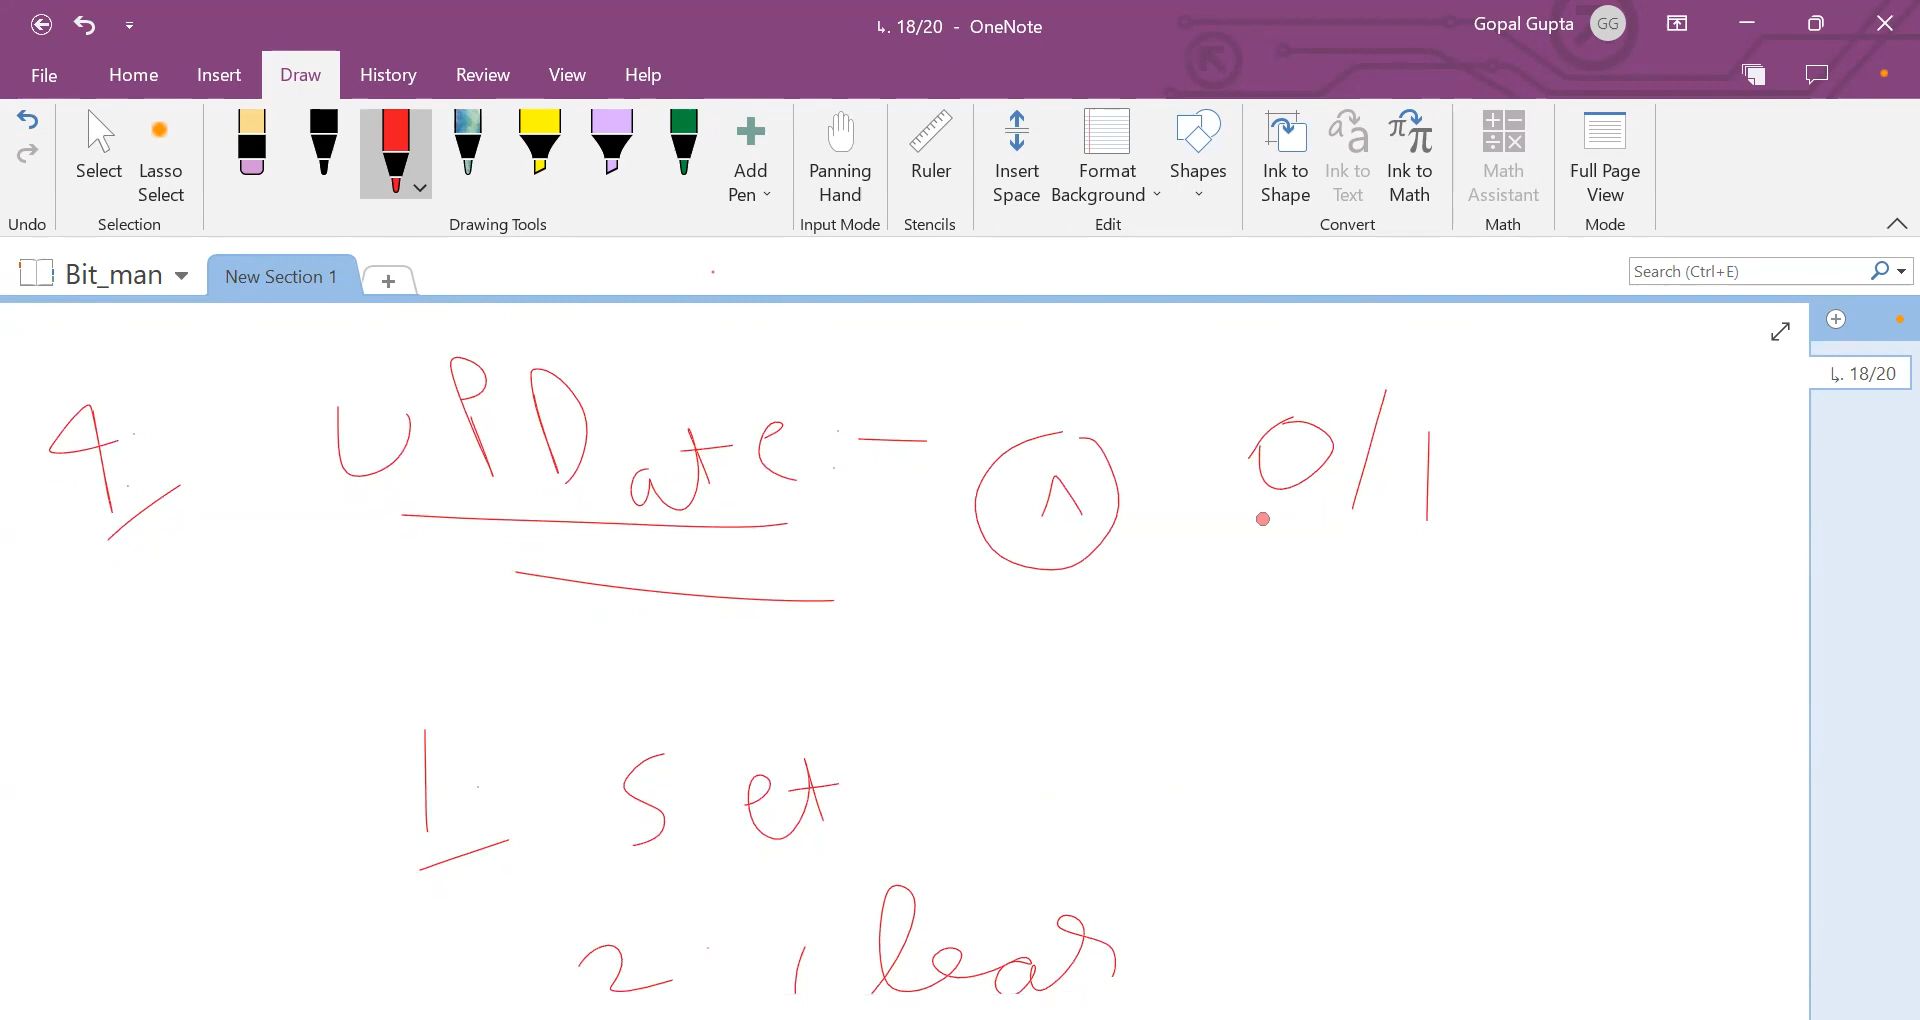 ↳. 18/20 - OneNote
Gopal Gupta GG
File Home Insert Draw History Review View Help
Select
Lasso Select
Add Pen
Panning Hand
Ruler
Insert Space
Format Background
Shapes
Ink to Shape
Ink to Text
Ink to Math
Math Assistant
Full Page View
Undo Selection Drawing Tools Input Mode Stencils Edit Convert Math Mode
Bit_man New Section 1 Search (Ctrl+E)
↳. 18/20
4. UPDate :- ^ 0/1
1. Set
2. clear